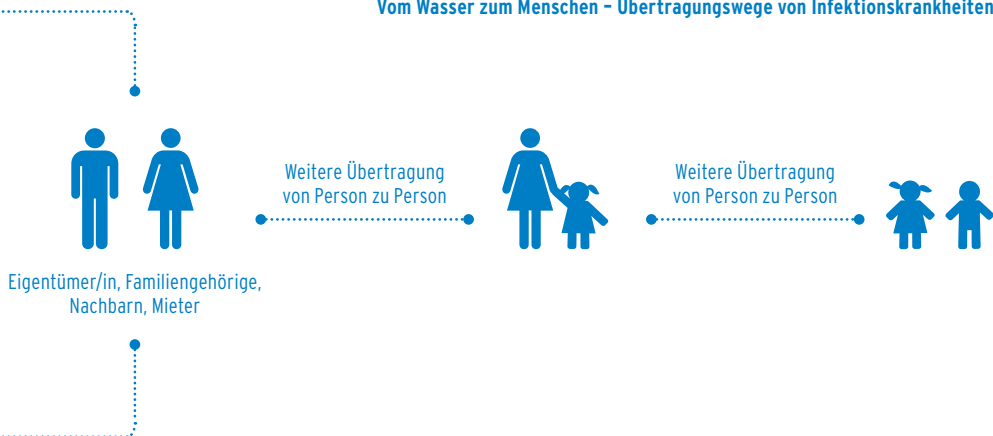 Vom Wasser zum Menschen – Übertragungswege von Infektionskrankheiten
Weitere Übertragung
von Person zu Person
Weitere Übertragung
von Person zu Person
Eigentümer/in, Familiengehörige,
Nachbarn, Mieter